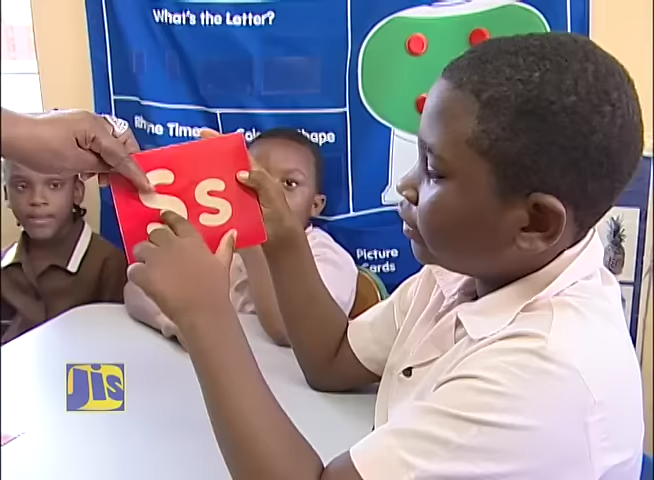 What's the Letter?
Rhyme Time
Shape
Ss
Picture
Cards
JIS